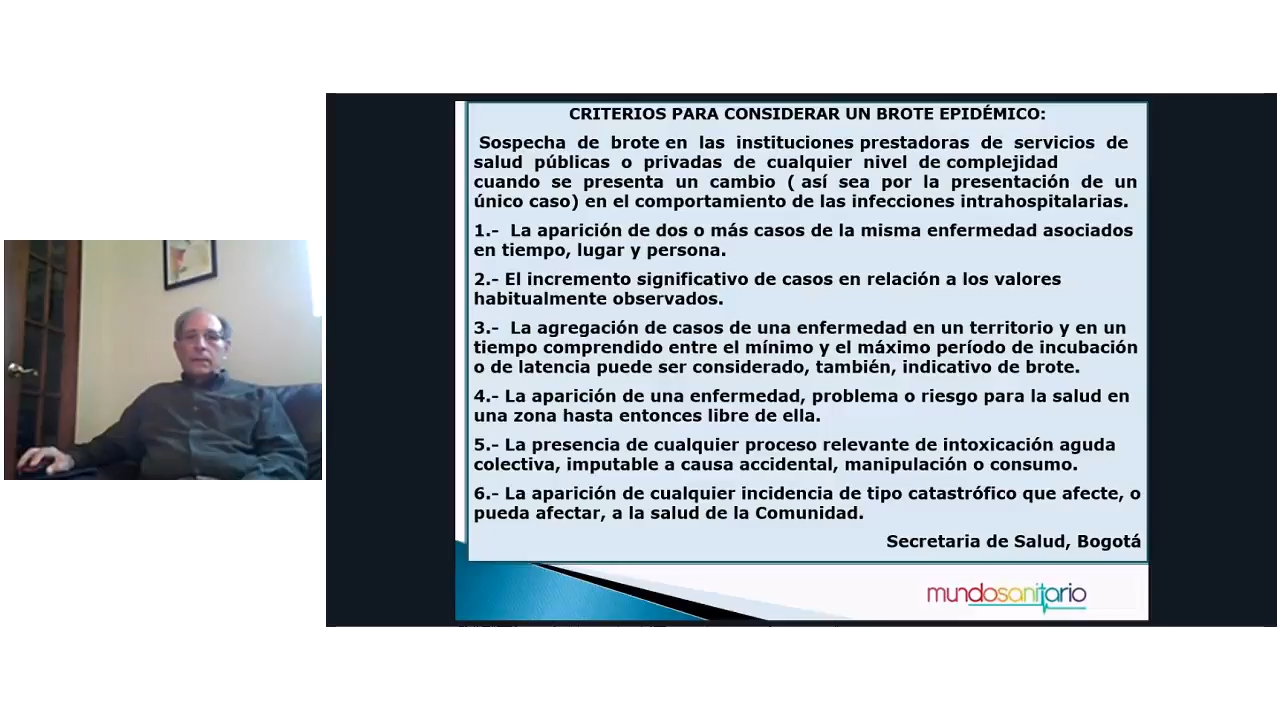 CRITERIOS PARA CONSIDERAR UN BROTE EPIDÉMICO:
Sospecha de brote en las instituciones prestadoras de servicios de
salud públicas o privadas de cualquier nivel de complejidad
cuando se presenta un cambio ( así sea por la presentación de un
único caso) en el comportamiento de las infecciones intrahospitalarias.
1.- La aparición de dos o más casos de la misma enfermedad asociados
en tiempo, lugar y persona.
2.- El incremento significativo de casos en relación a los valores
habitualmente observados.
3.- La agregación de casos de una enfermedad en un territorio y en un
tiempo comprendido entre el mínimo y el máximo período de incubación
o de latencia puede ser considerado, también, indicativo de brote.
4.- La aparición de una enfermedad, problema o riesgo para la salud en
una zona hasta entonces libre de ella.
5.- La presencia de cualquier proceso relevante de intoxicación aguda
colectiva, imputable a causa accidental, manipulación o consumo.
6.- La aparición de cualquier incidencia de tipo catastrófico que afecte, o
pueda afectar, a la salud de la Comunidad.
Secretaria de Salud, Bogotá
mundosanitario